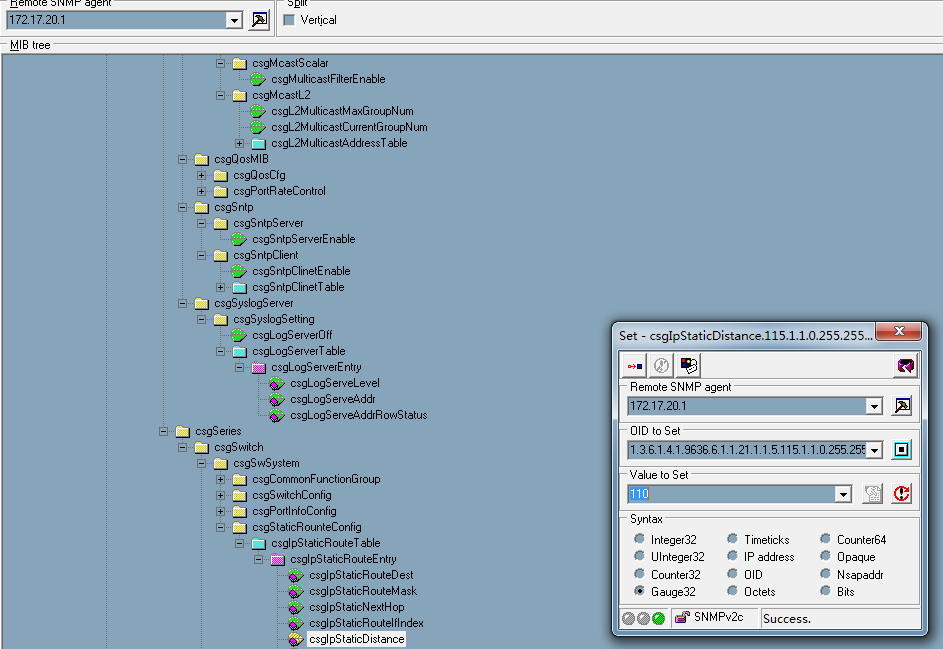 Remote SNMP agent
Split
172.17.20.1
Vertical
MIB tree
csgMcastScalar
csgMulticastFilterEnable
csgMcastL2
csgL2MulticastMaxGroupNum
csgL2MulticastCurrentGroupNum
csgL2MulticastAddressTable
csgQosMIB
csgQosCfg
csgPortRateControl
csgSntp
csgSntpServer
csgSntpServerEnable
csgSntpClient
csgSntpClinetEnable
csgSntpClinetTable
csgSyslogServer
csgSyslogSetting
csgLogServerOff
csgLogServerTable
csgLogServerEntry
csgLogServeLevel
csgLogServeAddr
csgLogServeAddrRowStatus
csgSeries
csgSwitch
csgSwSystem
csgCommonFunctionGroup
csgSwitchConfig
csgPortInfoConfig
csgStaticRounteConfig
csgIpStaticRouteTable
csgIpStaticRouteEntry
csgIpStaticRouteDest
csgIpStaticRouteMask
csgIpStaticNextHop
csgIpStaticRouteIfIndex
csgIpStaticDistance
Set - csgIpStaticDistance.115.1.1.0.255.255...
Remote SNMP agent
172.17.20.1
OID to Set
1.3.6.1.4.1.9636.6.1.1.21.1.1.5.115.1.1.0.255.255
Value to Set
110
Syntax
Integer32 Timeticks Counter64
UInteger32 IP address Opaque
Counter32 OID Nsapaddr
Gauge32 Octets Bits
SNMPv2c Success.